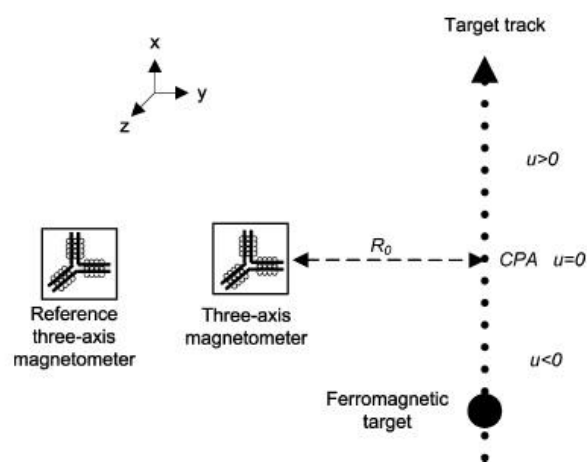 Target track
x
y
z
u>0
R0
CPA u=0
Reference
three-axis
magnetometer
Three-axis
magnetometer
u<0
Ferromagnetic
target